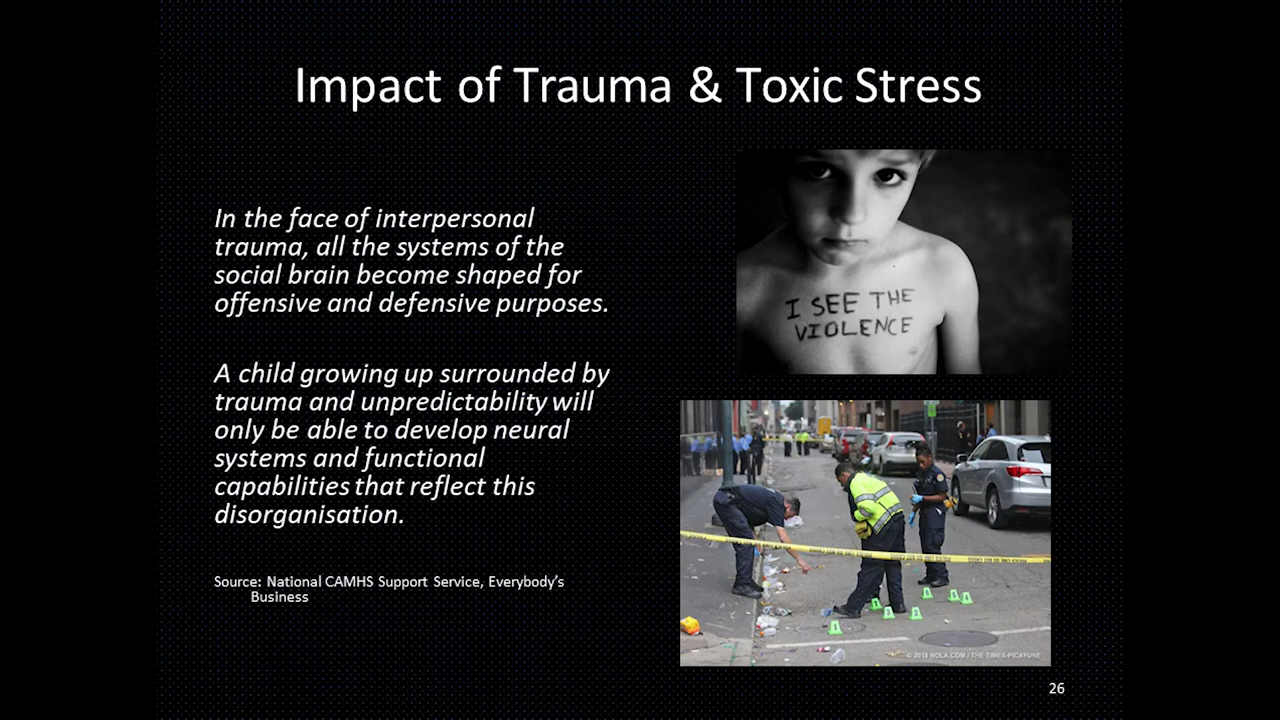 Impact of Trauma & Toxic Stress
In the face of interpersonal
trauma, all the systems of the
social brain become shaped for
offensive and defensive purposes.
A child growing up surrounded by
trauma and unpredictability will
only be able to develop neural
systems and functional
capabilities that reflect this
disorganisation.
Source: National CAMHS Support Service, Everybody's
Business
I SEE THE
VIOLENCE
1
3
2
© 2019 NOLA.COM / THE TIMES-PICAYUNE
26